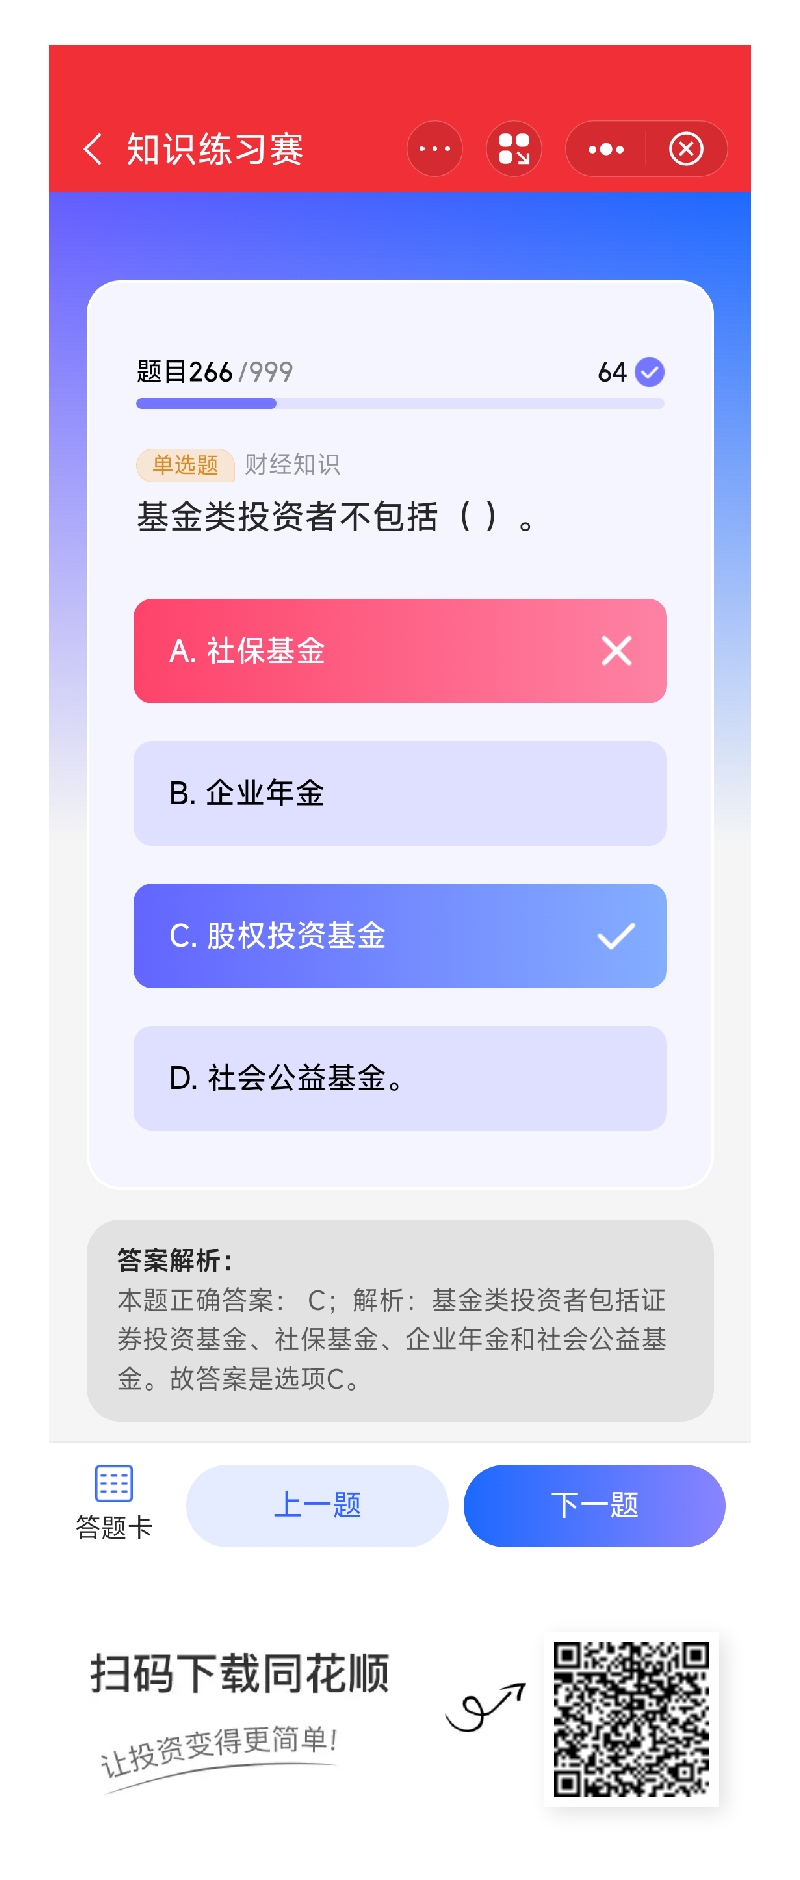 知识练习赛
题目266/999
64
单选题 财经知识
基金类投资者不包括（ ）。
A. 社保基金
B. 企业年金
C. 股权投资基金
D. 社会公益基金。
答案解析：
本题正确答案： C；解析：基金类投资者包括证
券投资基金、社保基金、企业年金和社会公益基
金。故答案是选项C。
答题卡
上一题
下一题
扫码下载同花顺
让投资变得更简单!